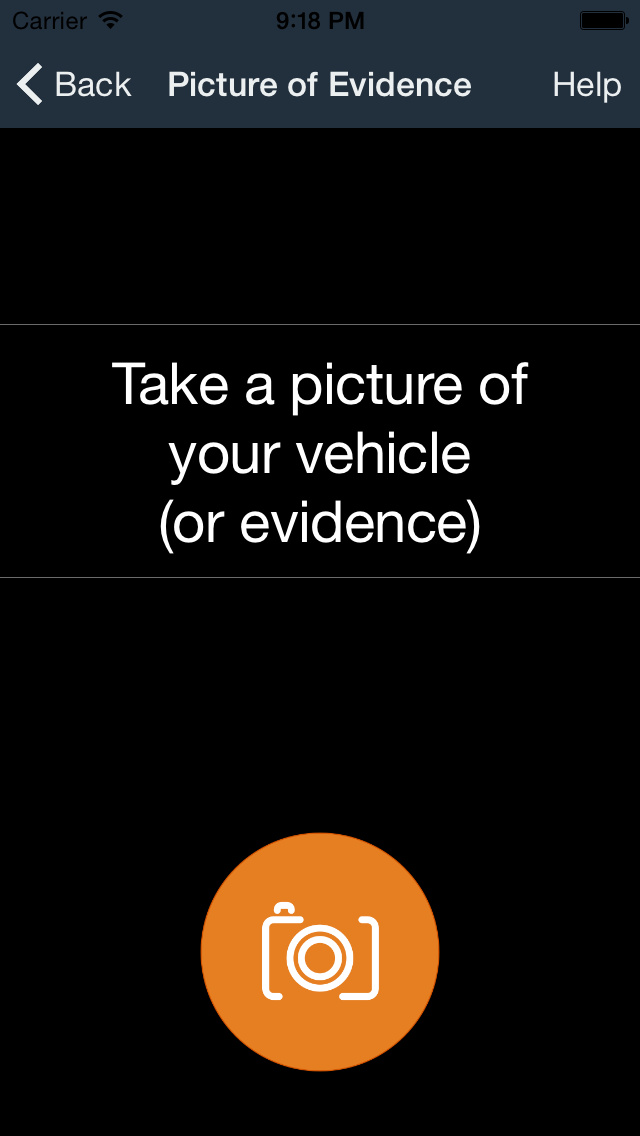 Carrier 9:18 PM
Back Picture of Evidence Help
Take a picture of
your vehicle
(or evidence)